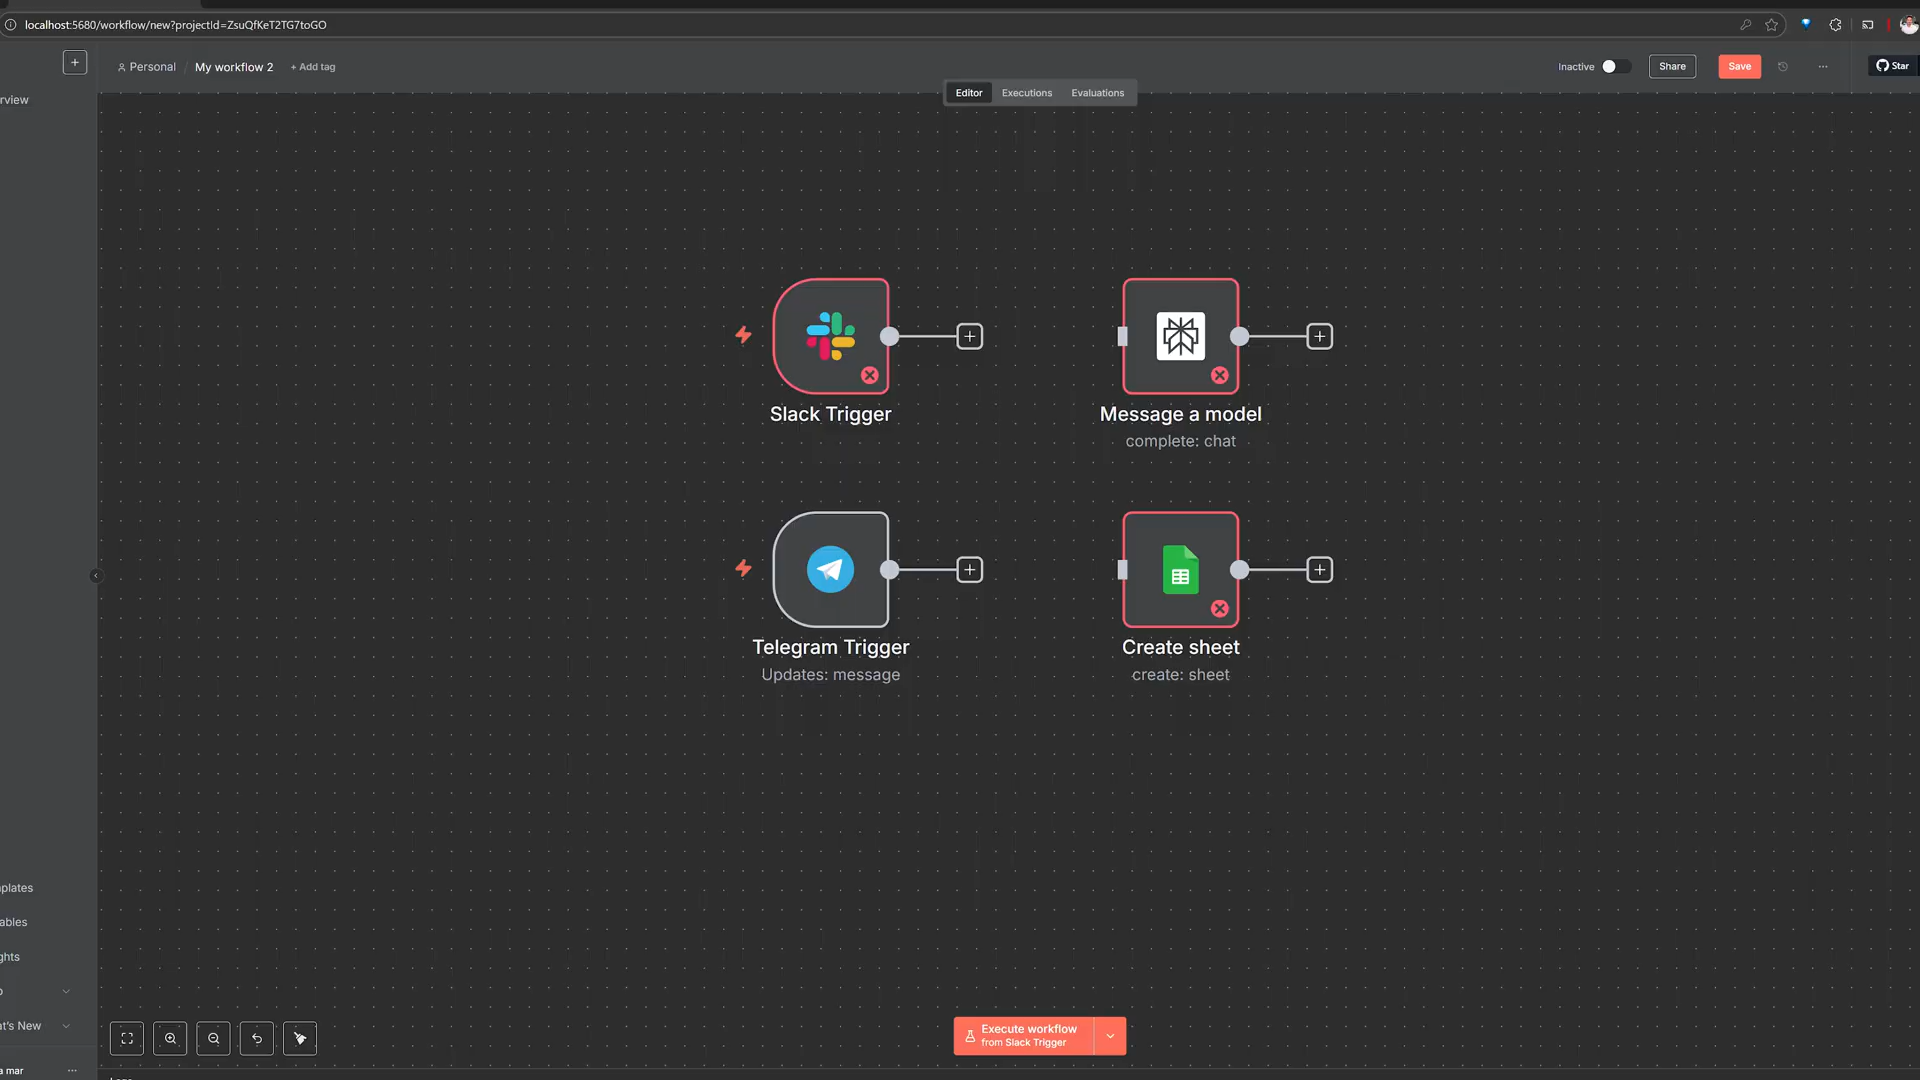 localhost:5680/workflow/new?projectId=ZsuQfKeT2TG7toGO
Personal / My workflow 2 + Add tag
Inactive Share Save ... Star
Editor Executions Evaluations
rview
Slack Trigger
Message a model
complete: chat
Telegram Trigger
Updates: message
Create sheet
create: sheet
plates
ables
ghts
at's New
a mar ...
Execute workflow
from Slack Trigger